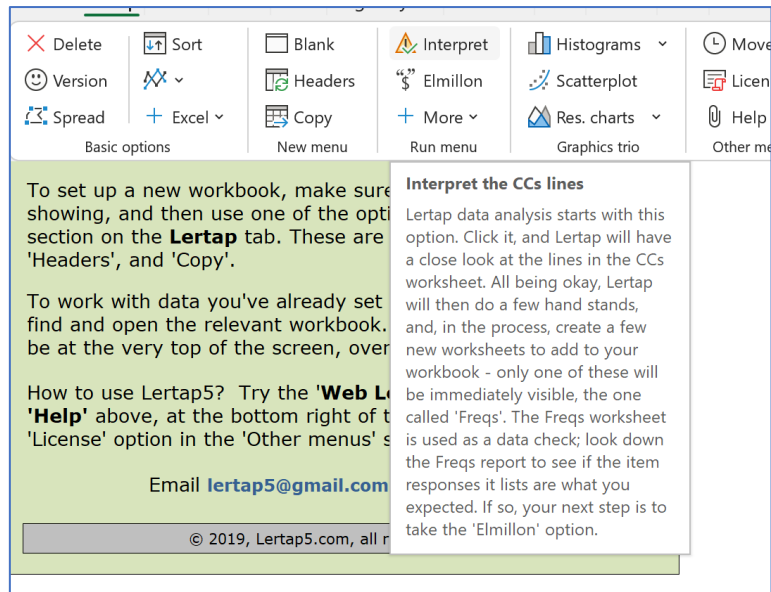 Delete Sort Blank Interpret Histograms Move
Version Headers “$” Elmillon Scatterplot Licen
Spread Excel Copy More Res. charts Help
Basic options New menu Run menu Graphics trio Other me
To set up a new workbook, make sure
showing, and then use one of the opti
section on the Lertap tab. These are
'Headers', and 'Copy'.
To work with data you've already set
find and open the relevant workbook.
be at the very top of the screen, over
How to use Lertap5? Try the 'Web L
'Help' above, at the bottom right of t
'License' option in the 'Other menus' s
Email lertap5@gmail.com
© 2019, Lertap5.com, all r
Interpret the CCs lines
Lertap data analysis starts with this
option. Click it, and Lertap will have
a close look at the lines in the CCs
worksheet. All being okay, Lertap
will then do a few hand stands,
and, in the process, create a few
new worksheets to add to your
workbook - only one of these will
be immediately visible, the one
called 'Freqs'. The Freqs worksheet
is used as a data check; look down
the Freqs report to see if the item
responses it lists are what you
expected. If so, your next step is to
take the 'Elmillon' option.